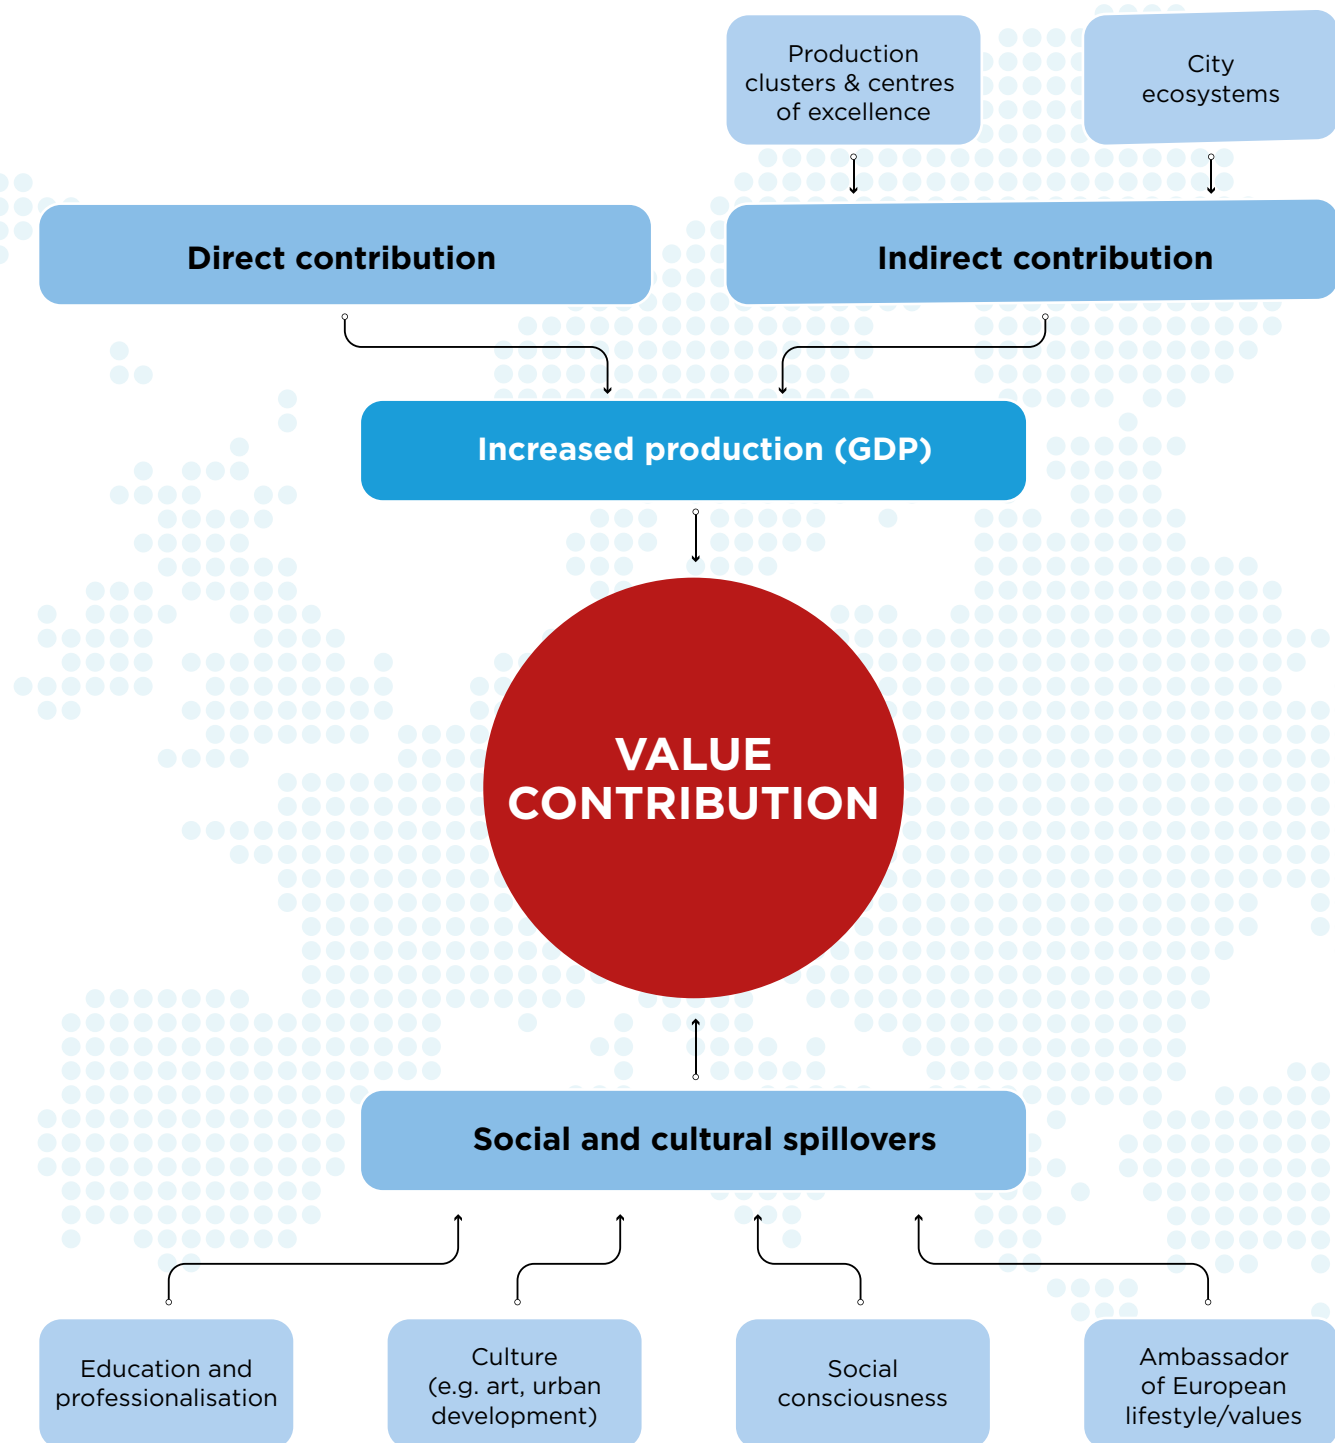 Production
clusters & centres
of excellence
City
ecosystems
Direct contribution
Indirect contribution
Increased production (GDP)
VALUE
CONTRIBUTION
Social and cultural spillovers
Education and
professionalisation
Culture
(e.g. art, urban
development)
Social
consciousness
Ambassador
of European
lifestyle/values